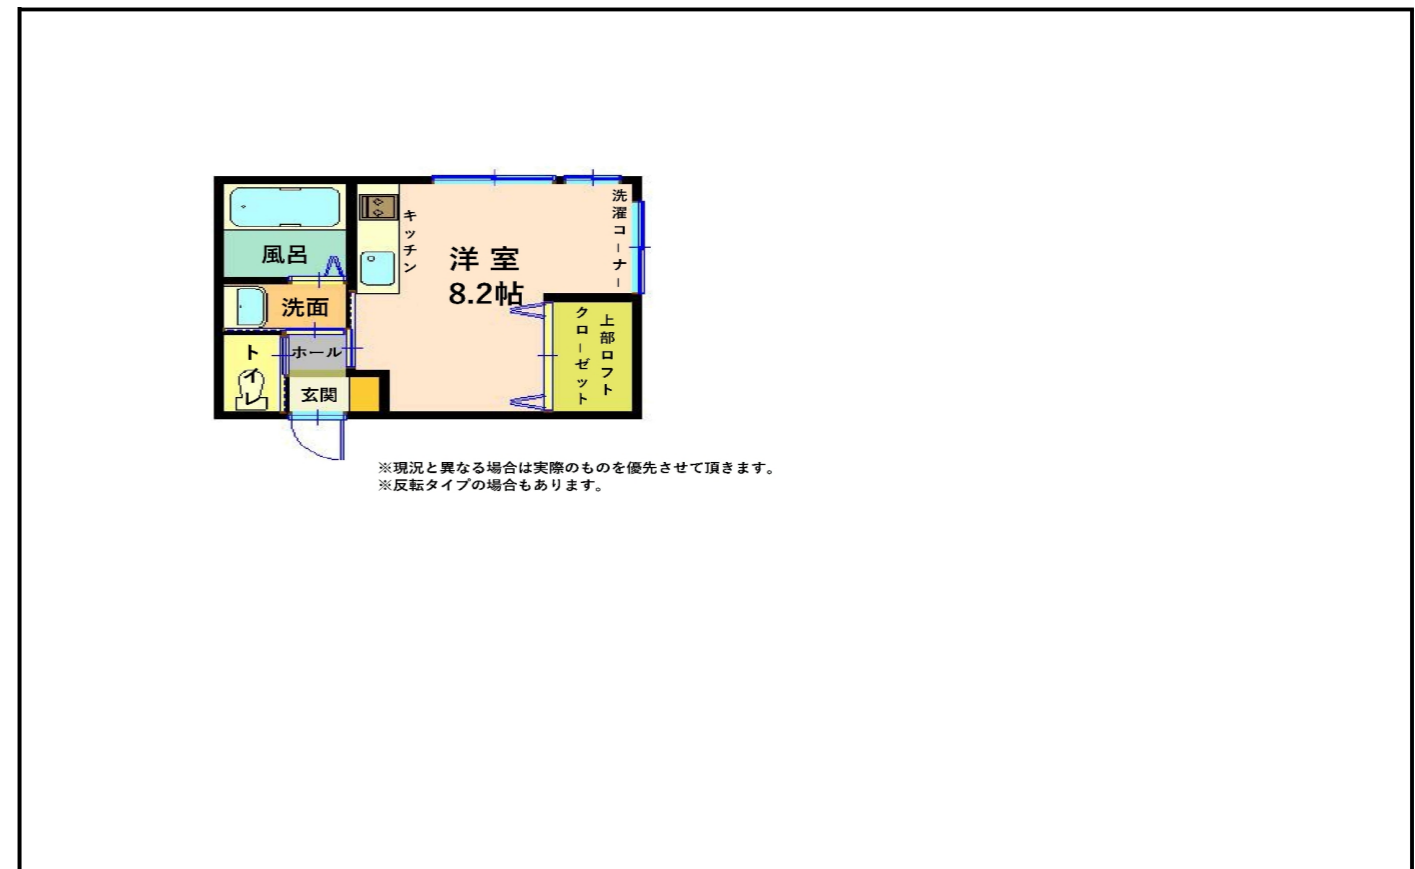 風呂
洗面
トイレ
ホール
玄関
キッチン
洋室
8.2帖
洗濯コーナー
上部ロフト
クローゼット
※現況と異なる場合は実際のものを優先させて頂きます。
※反転タイプの場合もあります。